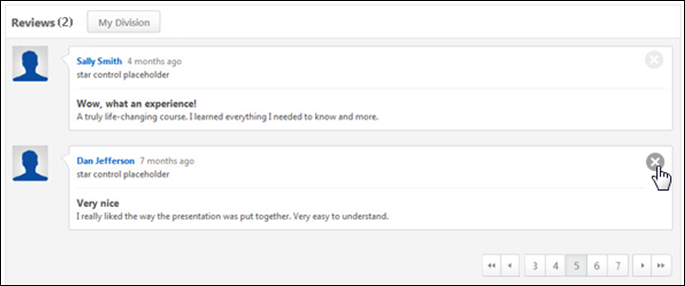 Reviews (2) My Division
Sally Smith 4 months ago
star control placeholder
Wow, what an experience!
A truly life-changing course. I learned everything I needed to know and more.
Dan Jefferson 7 months ago
star control placeholder
Very nice
I really liked the way the presentation was put together. Very easy to understand.
3 4 5 6 7